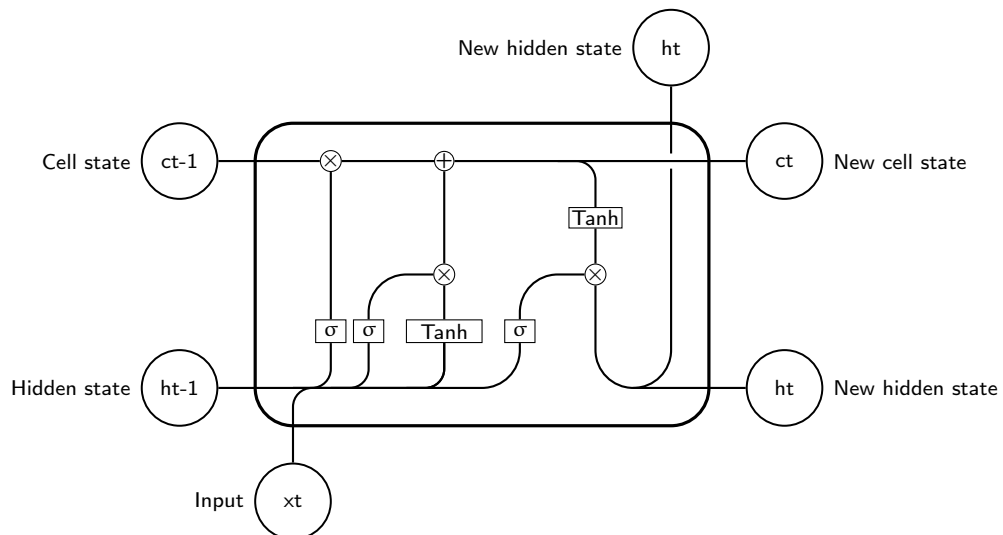 New hidden state ht
Cell state ct-1 × + ct New cell state
Tanh
× ×
σ σ Tanh σ
Hidden state ht-1 ht New hidden state
Input xt